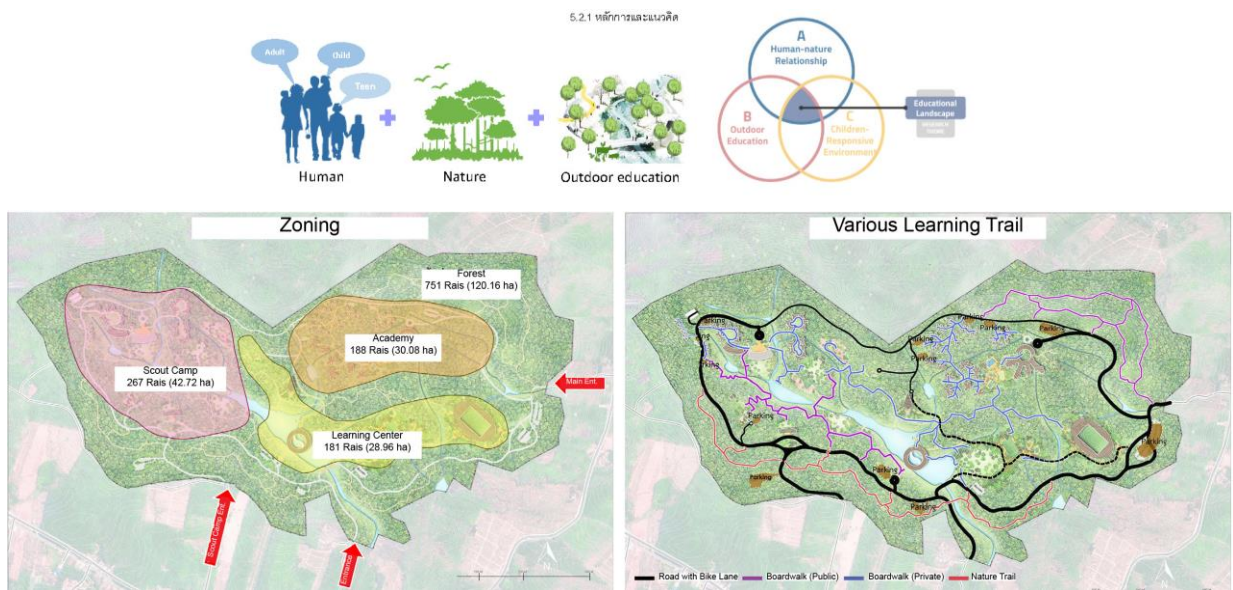 5.2.1 หลักการและแนวคิด
Adult
Child
Teen
Human
Nature
Outdoor education
A
Human-nature
Relationship
B
Outdoor
Education
C
Children-
Responsive
Environment
Educational
Landscape
Zoning
Forest
751 Rais (120.16 ha)
Academy
188 Rais (30.08 ha)
Scout Camp
267 Rais (42.72 ha)
Learning Center
181 Rais (28.96 ha)
Main Ent.
Scout Camp Ent.
Entrance
N
Various Learning Trail
Parking
Parking
Parking
Parking
Parking
Parking
Parking
Parking
Parking
Road with Bike Lane
Boardwalk (Public)
Boardwalk (Private)
Nature Trail